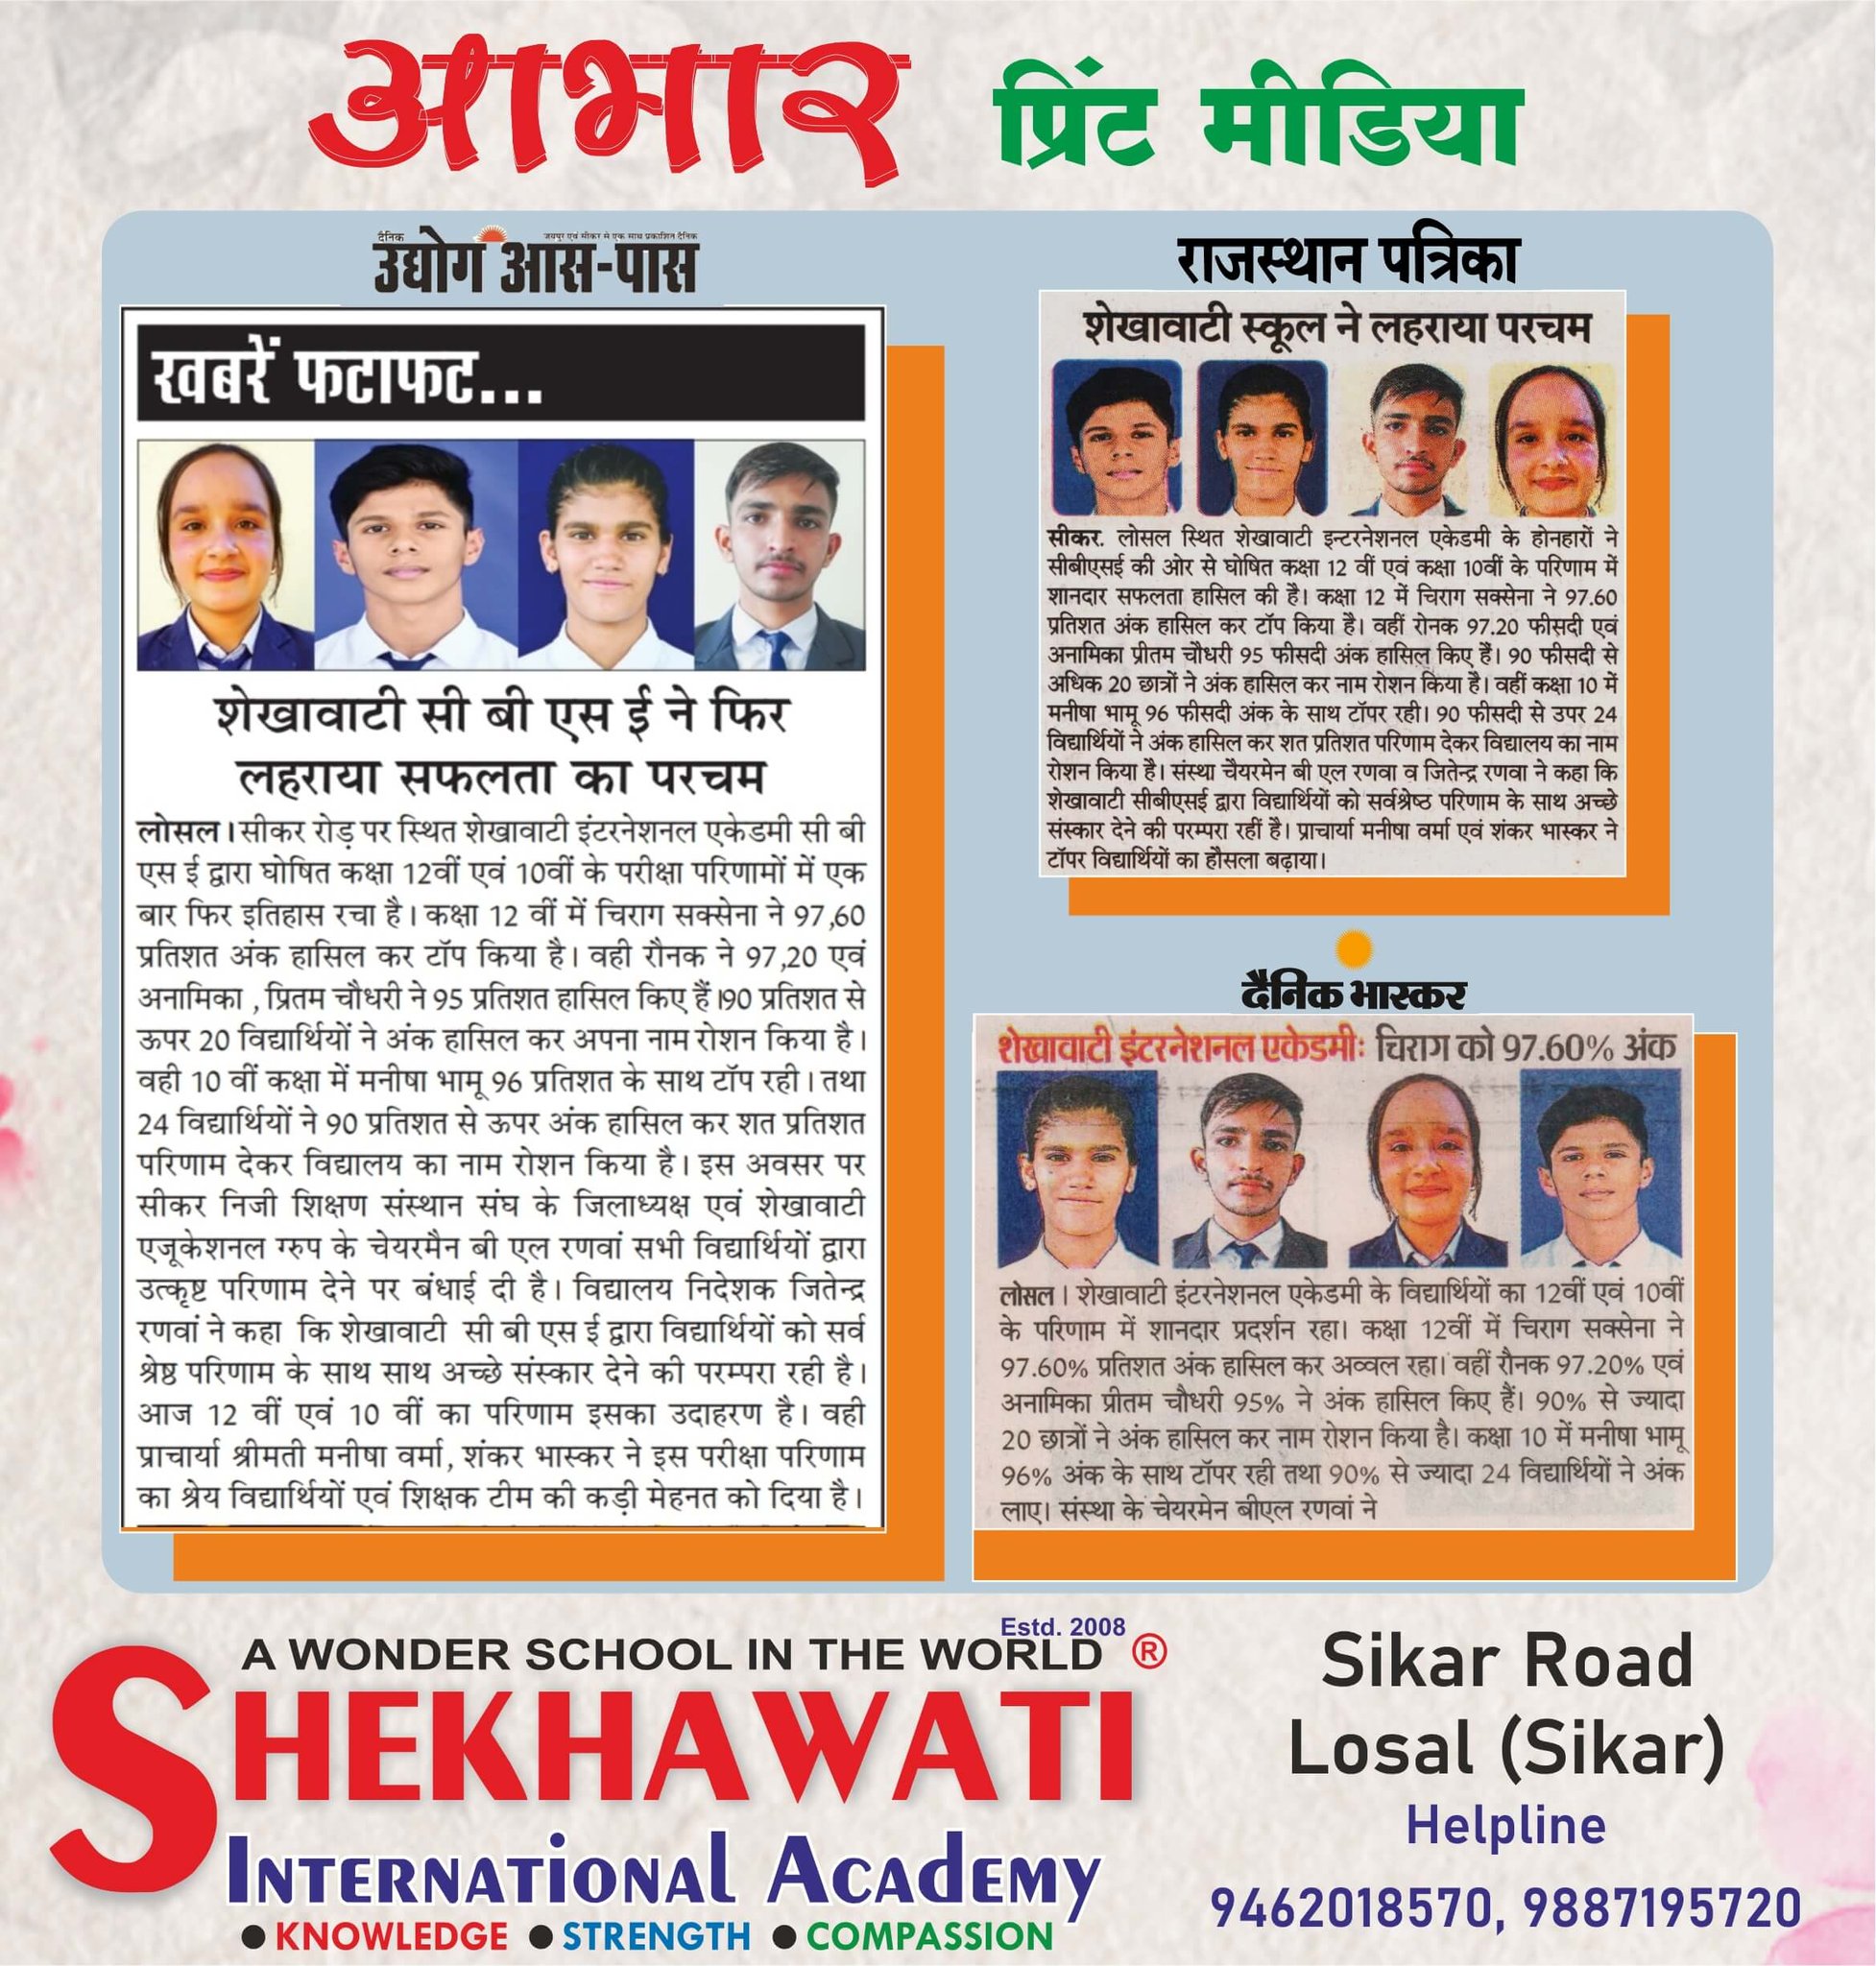 आभार प्रिंट मीडिया
दैनिक
जयपुर एवं सीकर से एक साथ प्रकाशित दैनिक
उद्योग आस-पास
खबरें फटाफट...
शेखावाटी सी बी एस ई ने फिर
लहराया सफलता का परचम
लोसल। सीकर रोड़ पर स्थित शेखावाटी इंटरनेशनल एकेडमी सी बी
एस ई द्वारा घोषित कक्षा 12वीं एवं 10वीं के परीक्षा परिणामों में एक
बार फिर इतिहास रचा है। कक्षा 12 वीं में चिराग सक्सेना ने 97,60
प्रतिशत अंक हासिल कर टॉप किया है। वही रौनक ने 97,20 एवं
अनामिका , प्रितम चौधरी ने 95 प्रतिशत हासिल किए हैं।90 प्रतिशत से
ऊपर 20 विद्यार्थियों ने अंक हासिल कर अपना नाम रोशन किया है।
वही 10 वीं कक्षा में मनीषा भामू 96 प्रतिशत के साथ टॉप रही। तथा
24 विद्यार्थियों ने 90 प्रतिशत से ऊपर अंक हासिल कर शत प्रतिशत
परिणाम देकर विद्यालय का नाम रोशन किया है। इस अवसर पर
सीकर निजी शिक्षण संस्थान संघ के जिलाध्यक्ष एवं शेखावाटी
एजूकेशनल ग्रुप के चेयरमैन बी एल रणवां सभी विद्यार्थियों द्वारा
उत्कृष्ट परिणाम देने पर बंधाई दी है। विद्यालय निदेशक जितेन्द्र
रणवां ने कहा कि शेखावाटी सी बी एस ई द्वारा विद्यार्थियों को सर्व
श्रेष्ठ परिणाम के साथ साथ अच्छे संस्कार देने की परम्परा रही है।
आज 12 वीं एवं 10 वीं का परिणाम इसका उदाहरण है। वही
प्राचार्या श्रीमती मनीषा वर्मा, शंकर भास्कर ने इस परीक्षा परिणाम
का श्रेय विद्यार्थियों एवं शिक्षक टीम की कड़ी मेहनत को दिया है।
राजस्थान पत्रिका
शेखावाटी स्कूल ने लहराया परचम
सीकर. लोसल स्थित शेखावाटी इन्टरनेशनल एकेडमी के होनहारों ने
सीबीएसई की ओर से घोषित कक्षा 12 वीं एवं कक्षा 10वीं के परिणाम में
शानदार सफलता हासिल की है। कक्षा 12 में चिराग सक्सेना ने 97.60
प्रतिशत अंक हासिल कर टॉप किया है। वहीं रोनक 97.20 फीसदी एवं
अनामिका प्रीतम चौधरी 95 फीसदी अंक हासिल किए हैं। 90 फीसदी से
अधिक 20 छात्रों ने अंक हासिल कर नाम रोशन किया है। वहीं कक्षा 10 में
मनीषा भामू 96 फीसदी अंक के साथ टॉपर रही। 90 फीसदी से उपर 24
विद्यार्थियों ने अंक हासिल कर शत प्रतिशत परिणाम देकर विद्यालय का नाम
रोशन किया है। संस्था चैयरमेन बी एल रणवा व जितेन्द्र रणवा ने कहा कि
शेखावाटी सीबीएसई द्वारा विद्यार्थियों को सर्वश्रेष्ठ परिणाम के साथ अच्छे
संस्कार देने की परम्परा रहीं है। प्राचार्या मनीषा वर्मा एवं शंकर भास्कर ने
टॉपर विद्यार्थियों का हौसला बढ़ाया।
दैनिक भास्कर
शेखावाटी इंटरनेशनल एकेडमी: चिराग को 97.60% अंक
लोसल। शेखावाटी इंटरनेशनल एकेडमी के विद्यार्थियों का 12वीं एवं 10वीं
के परिणाम में शानदार प्रदर्शन रहा। कक्षा 12वीं में चिराग सक्सेना ने
97.60% प्रतिशत अंक हासिल कर अव्वल रहा। वहीं रौनक 97.20% एवं
अनामिका प्रीतम चौधरी 95% ने अंक हासिल किए हैं। 90% से ज्यादा
20 छात्रों ने अंक हासिल कर नाम रोशन किया है। कक्षा 10 में मनीषा भामू
96% अंक के साथ टॉपर रही तथा 90% से ज्यादा 24 विद्यार्थियों ने अंक
लाए। संस्था के चेयरमेन बीएल रणवां ने
Estd. 2008
A WONDER SCHOOL IN THE WORLD ®
SHEKHAWATI
INTERNATIONAL ACADEMY
● KNOWLEDGE ● STRENGTH ● COMPASSION
Sikar Road
Losal (Sikar)
Helpline
9462018570, 9887195720